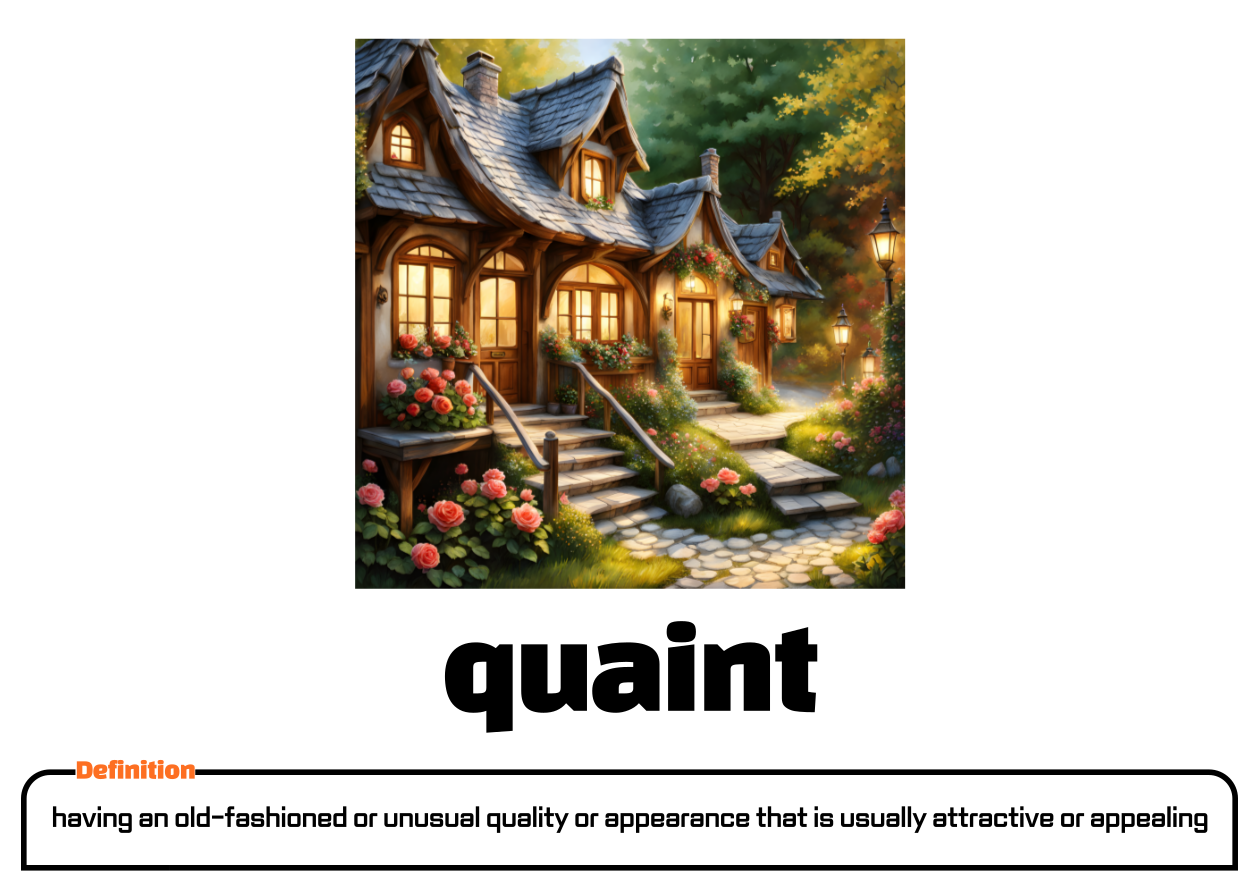 quaint
Definition
having an old-fashioned or unusual quality or appearance that is usually attractive or appealing